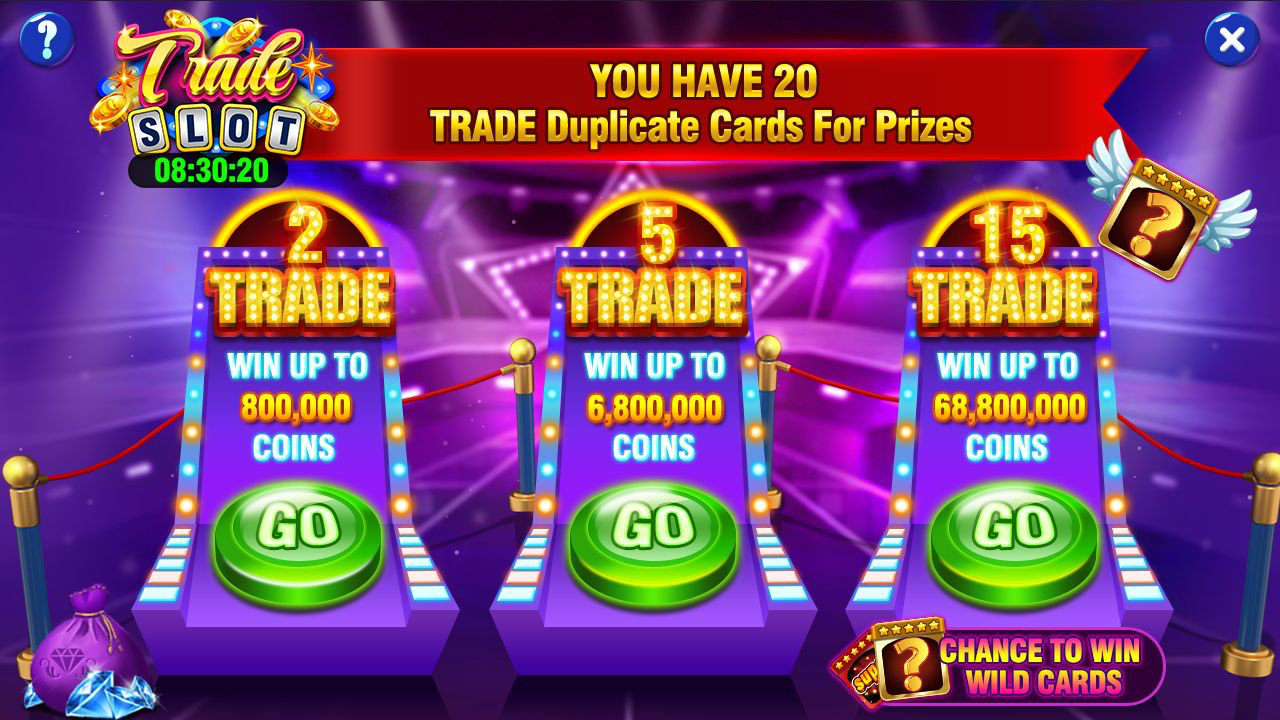 ?
Trade
SLOT
08:30:20
YOU HAVE 20
TRADE Duplicate Cards For Prizes
?
2
TRADE
WIN UP TO
800,000
COINS
GO
5
TRADE
WIN UP TO
6,800,000
COINS
GO
15
TRADE
WIN UP TO
68,800,000
COINS
GO
?
CHANCE TO WIN
WILD CARDS